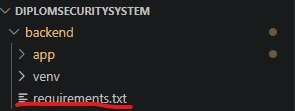 DIPLOMSECURITYSYSTEM
backend
app
venv
requirements.txt